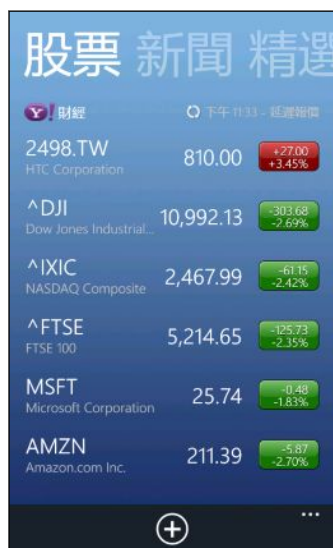 股票 新聞 精選
Y! 財經 下午 11:33 - 延遲報價
2498.TW 810.00 +27.00
HTC Corporation +3.45%
^DJI 10,992.13 -303.68
Dow Jones Industrial... -2.69%
^IXIC 2,467.99 -61.15
NASDAQ Composite -2.42%
^FTSE 5,214.65 -125.73
FTSE 100 -2.35%
MSFT 25.74 -0.48
Microsoft Corporation -1.83%
AMZN 211.39 -5.87
Amazon.com Inc. -2.70%